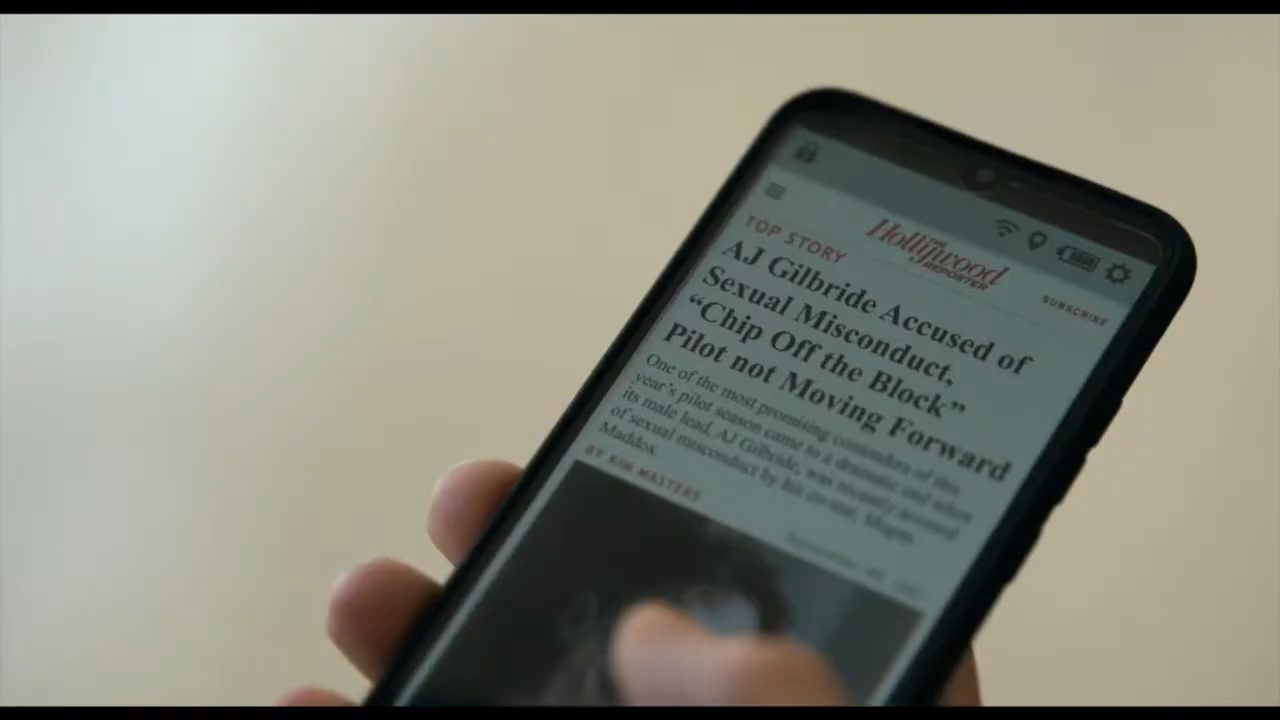 THE
Hollywood
REPORTER
SUBSCRIBE
TOP STORY
AJ Gilbride Accused of
Sexual Misconduct,
“Chip Off the Block”
Pilot not Moving Forward
One of the most promising contenders of this
year's pilot season came to a dramatic end when
its male lead, AJ Gilbride, was recently accused
of sexual misconduct by his co-star, Megan
Maddox.
BY KIM MASTERS